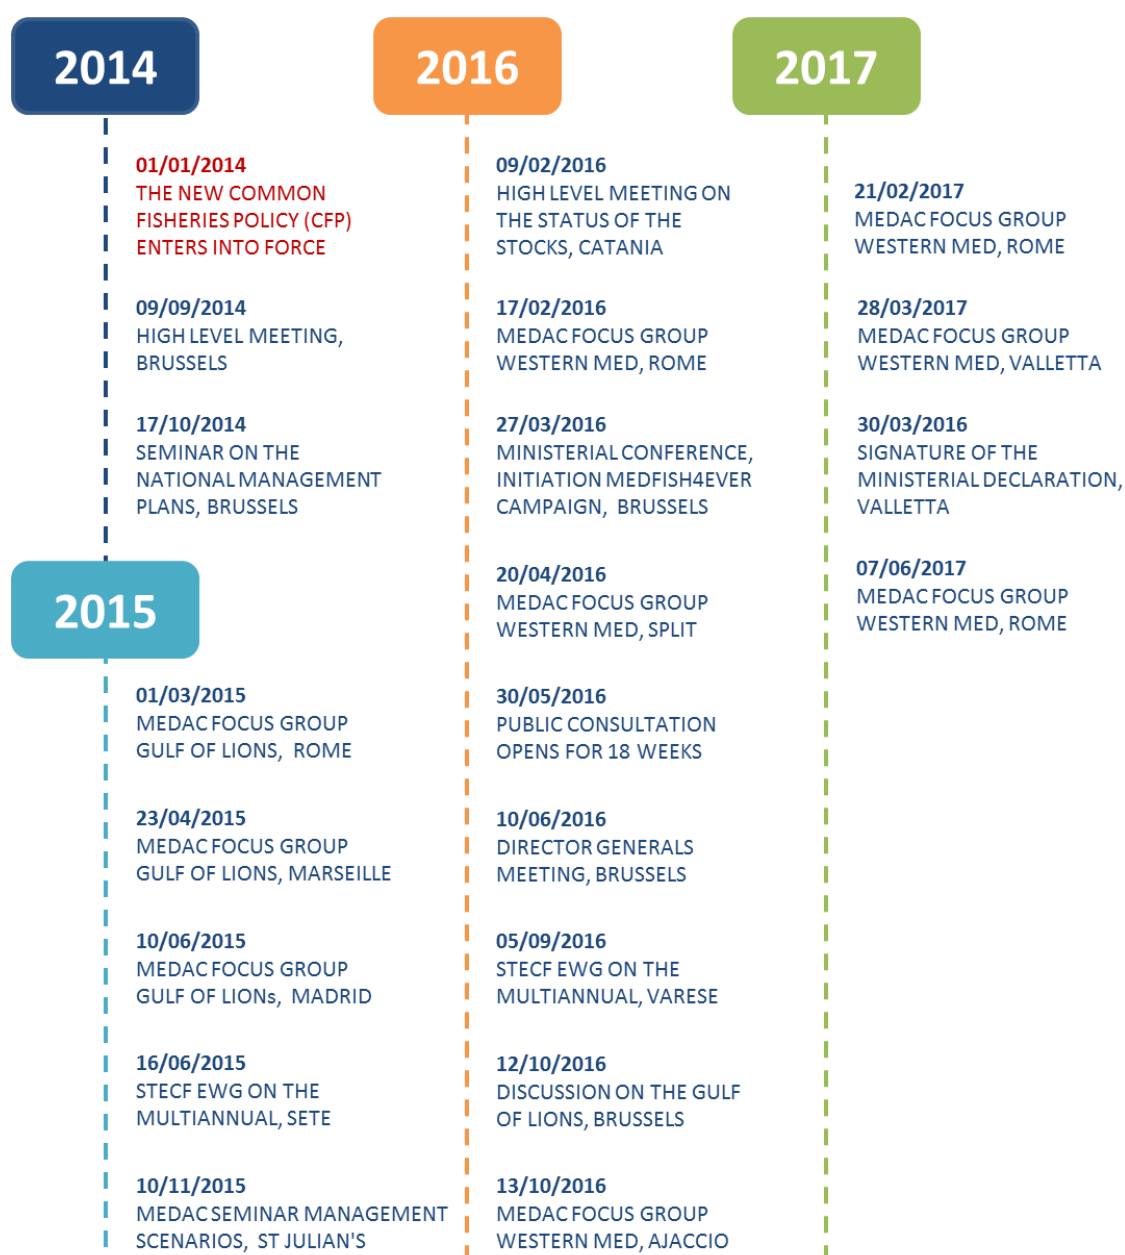 2014
01/01/2014
THE NEW COMMON
FISHERIES POLICY (CFP)
ENTERS INTO FORCE
09/09/2014
HIGH LEVEL MEETING,
BRUSSELS
17/10/2014
SEMINAR ON THE
NATIONAL MANAGEMENT
PLANS, BRUSSELS
2015
01/03/2015
MEDAC FOCUS GROUP
GULF OF LIONS, ROME
23/04/2015
MEDAC FOCUS GROUP
GULF OF LIONS, MARSEILLE
10/06/2015
MEDAC FOCUS GROUP
GULF OF LIONs, MADRID
16/06/2015
STECF EWG ON THE
MULTIANNUAL, SETE
10/11/2015
MEDAC SEMINAR MANAGEMENT
SCENARIOS, ST JULIAN'S
2016
09/02/2016
HIGH LEVEL MEETING ON
THE STATUS OF THE
STOCKS, CATANIA
17/02/2016
MEDAC FOCUS GROUP
WESTERN MED, ROME
27/03/2016
MINISTERIAL CONFERENCE,
INITIATION MEDFISH4EVER
CAMPAIGN, BRUSSELS
20/04/2016
MEDAC FOCUS GROUP
WESTERN MED, SPLIT
30/05/2016
PUBLIC CONSULTATION
OPENS FOR 18 WEEKS
10/06/2016
DIRECTOR GENERALS
MEETING, BRUSSELS
05/09/2016
STECF EWG ON THE
MULTIANNUAL, VARESE
12/10/2016
DISCUSSION ON THE GULF
OF LIONS, BRUSSELS
13/10/2016
MEDAC FOCUS GROUP
WESTERN MED, AJACCIO
2017
21/02/2017
MEDAC FOCUS GROUP
WESTERN MED, ROME
28/03/2017
MEDAC FOCUS GROUP
WESTERN MED, VALLETTA
30/03/2016
SIGNATURE OF THE
MINISTERIAL DECLARATION,
VALLETTA
07/06/2017
MEDAC FOCUS GROUP
WESTERN MED, ROME